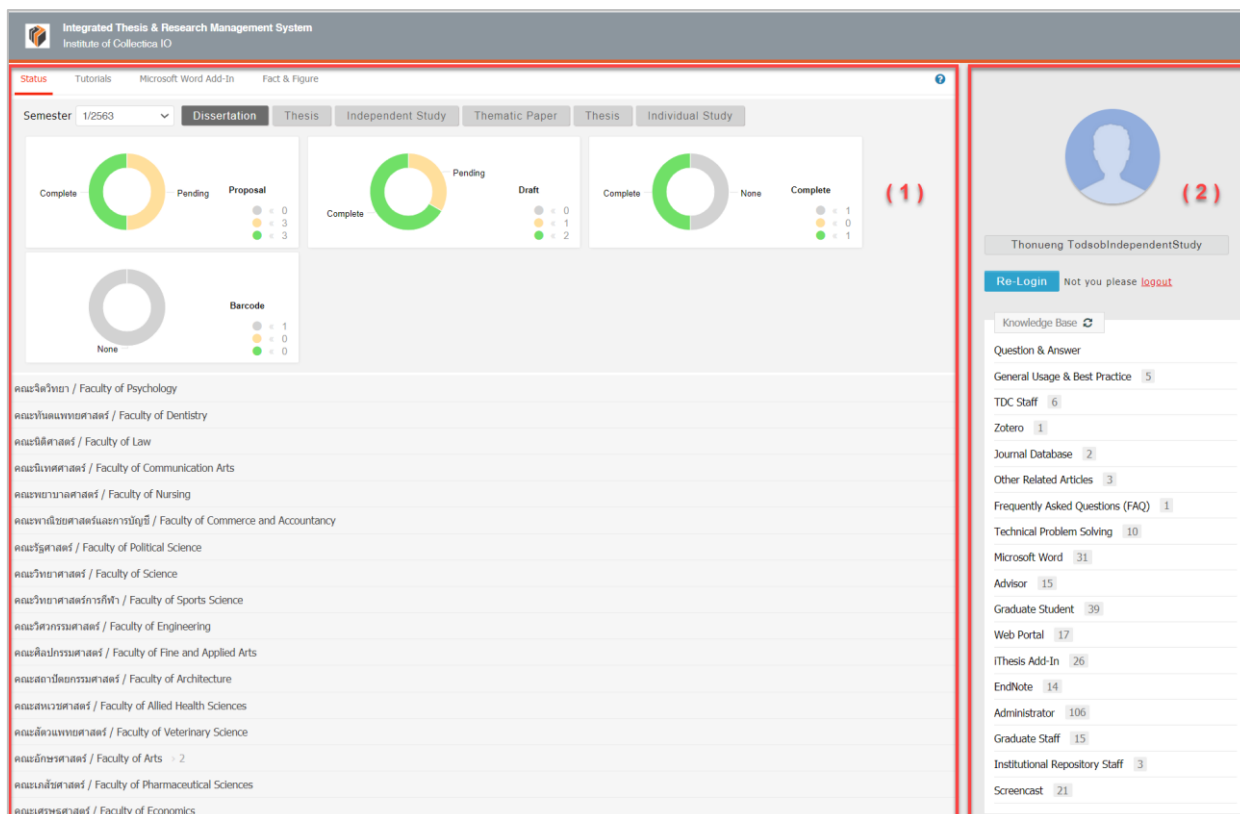 Integrated Thesis & Research Management System
Institute of Collectica IO
Status Tutorials Microsoft Word Add-In Fact & Figure
Semester 1/2563 Dissertation Thesis Independent Study Thematic Paper Thesis Individual Study
Complete Pending Proposal
« 0
« 3
« 3
Complete Pending Draft
« 0
« 1
« 2
Complete None Complete
« 1
« 0
« 1
( 1 )
None Barcode
« 1
« 0
« 0
คณะจิตวิทยา / Faculty of Psychology
คณะทันตแพทยศาสตร์ / Faculty of Dentistry
คณะนิติศาสตร์ / Faculty of Law
คณะนิเทศศาสตร์ / Faculty of Communication Arts
คณะพยาบาลศาสตร์ / Faculty of Nursing
คณะพาณิชยศาสตร์และการบัญชี / Faculty of Commerce and Accountancy
คณะรัฐศาสตร์ / Faculty of Political Science
คณะวิทยาศาสตร์ / Faculty of Science
คณะวิทยาศาสตร์การกีฬา / Faculty of Sports Science
คณะวิศวกรรมศาสตร์ / Faculty of Engineering
คณะศิลปกรรมศาสตร์ / Faculty of Fine and Applied Arts
คณะสถาปัตยกรรมศาสตร์ / Faculty of Architecture
คณะสหเวชศาสตร์ / Faculty of Allied Health Sciences
คณะสัตวแพทยศาสตร์ / Faculty of Veterinary Science
คณะอักษรศาสตร์ / Faculty of Arts › 2
คณะเภสัชศาสตร์ / Faculty of Pharmaceutical Sciences
คณะเศรษฐศาสตร์ / Faculty of Economics
( 2 )
Thonueng TodsobIndependentStudy
Re-Login Not you please logout
Knowledge Base
Question & Answer
General Usage & Best Practice 5
TDC Staff 6
Zotero 1
Journal Database 2
Other Related Articles 3
Frequently Asked Questions (FAQ) 1
Technical Problem Solving 10
Microsoft Word 31
Advisor 15
Graduate Student 39
Web Portal 17
iThesis Add-In 26
EndNote 14
Administrator 106
Graduate Staff 15
Institutional Repository Staff 3
Screencast 21